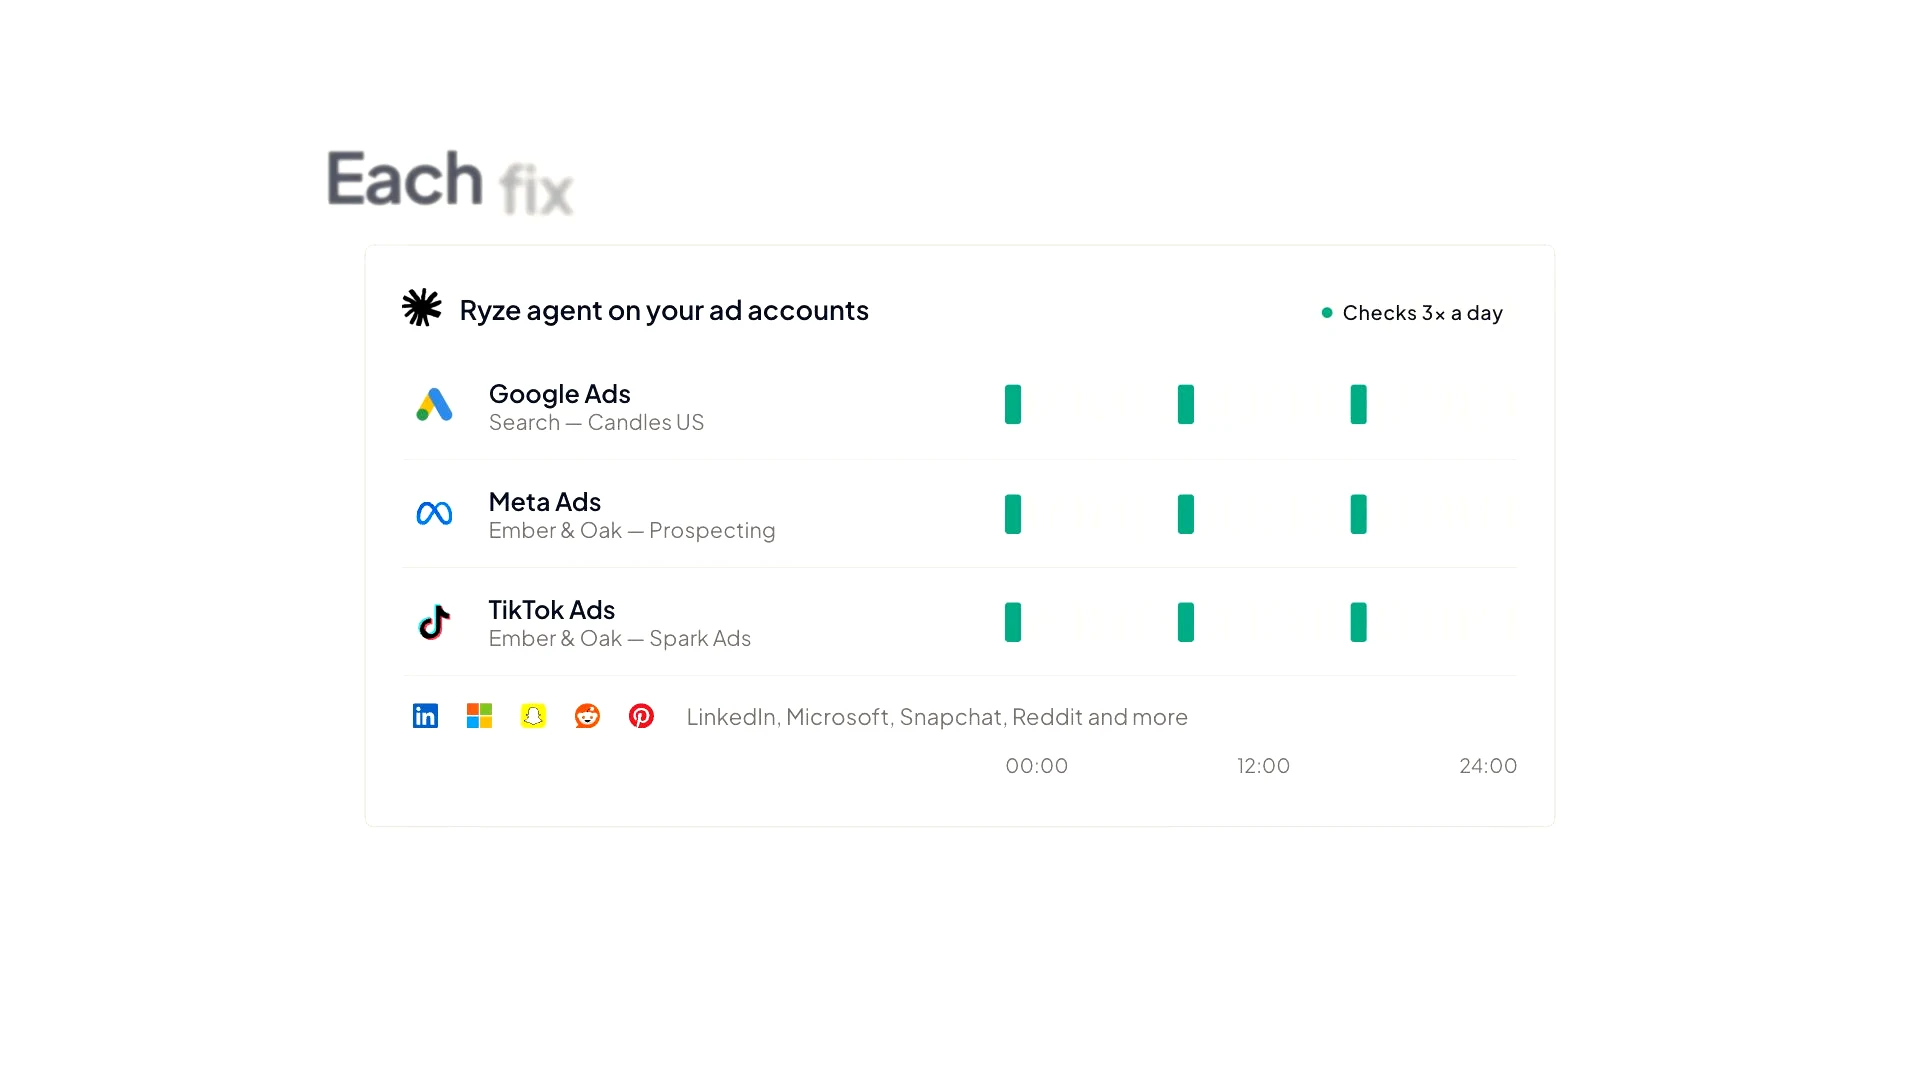 Each fix
Ryze agent on your ad accounts
Checks 3× a day
Google Ads
Search — Candles US
Meta Ads
Ember & Oak — Prospecting
TikTok Ads
Ember & Oak — Spark Ads
in
LinkedIn, Microsoft, Snapchat, Reddit and more
00:00 12:00 24:00